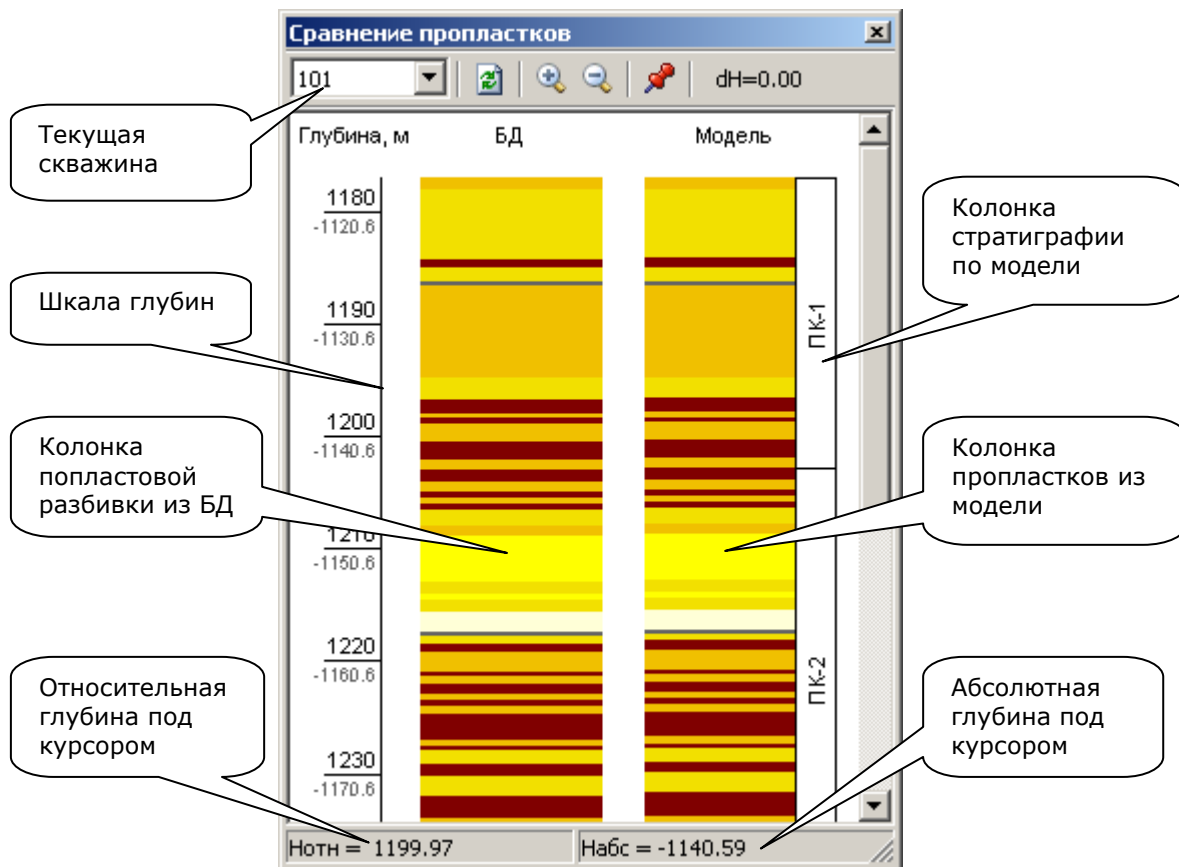 Сравнение пропластков
101
dH=0.00
Текущая
скважина
Глубина, м
БД
Модель
1180
-1120.6
Колонка
стратиграфии
по модели
Шкала глубин
1190
-1130.6
ПК-1
1200
-1140.6
Колонка
попластовой
разбивки из БД
Колонка
пропластков из
модели
1210
-1150.6
1220
-1160.6
ПК-2
Относительная
глубина под
курсором
Абсолютная
глубина под
курсором
1230
-1170.6
Hотн = 1199.97
Hабс = -1140.59